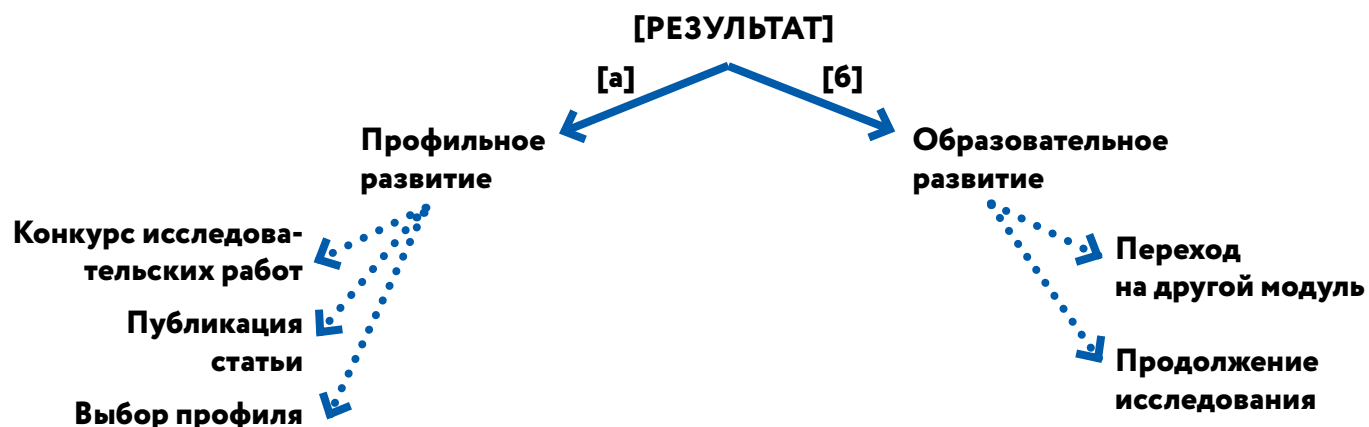 [РЕЗУЛЬТАТ]
[а]
[б]
Профильное
развитие
Образовательное
развитие
Конкурс исследова-
тельских работ
Публикация
статьи
Выбор профиля
Переход
на другой модуль
Продолжение
исследования